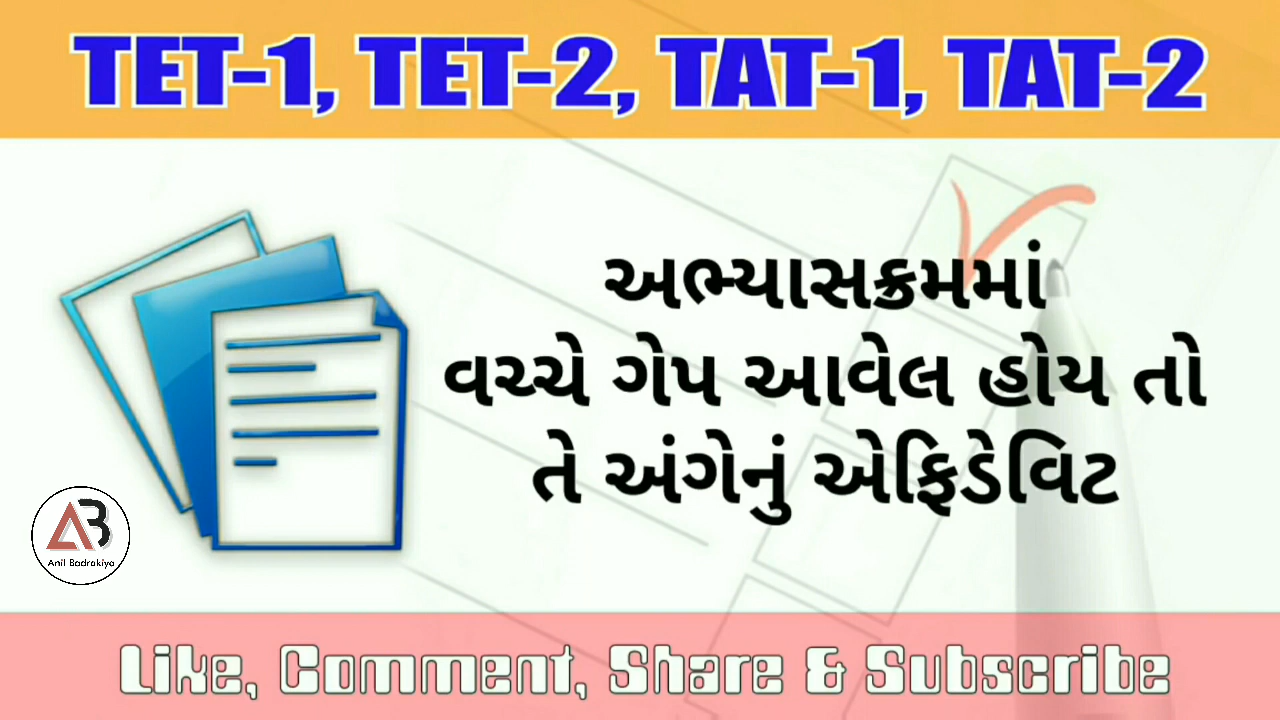 TET-1, TET-2, TAT-1, TAT-2
અભ્યાસક્રમમાં
વચ્ચે ગેપ આવેલ હોય તો
તે અંગેનું એફિડેવિટ
AB
Anil Badrakiya
Like, Comment, Share & Subscribe